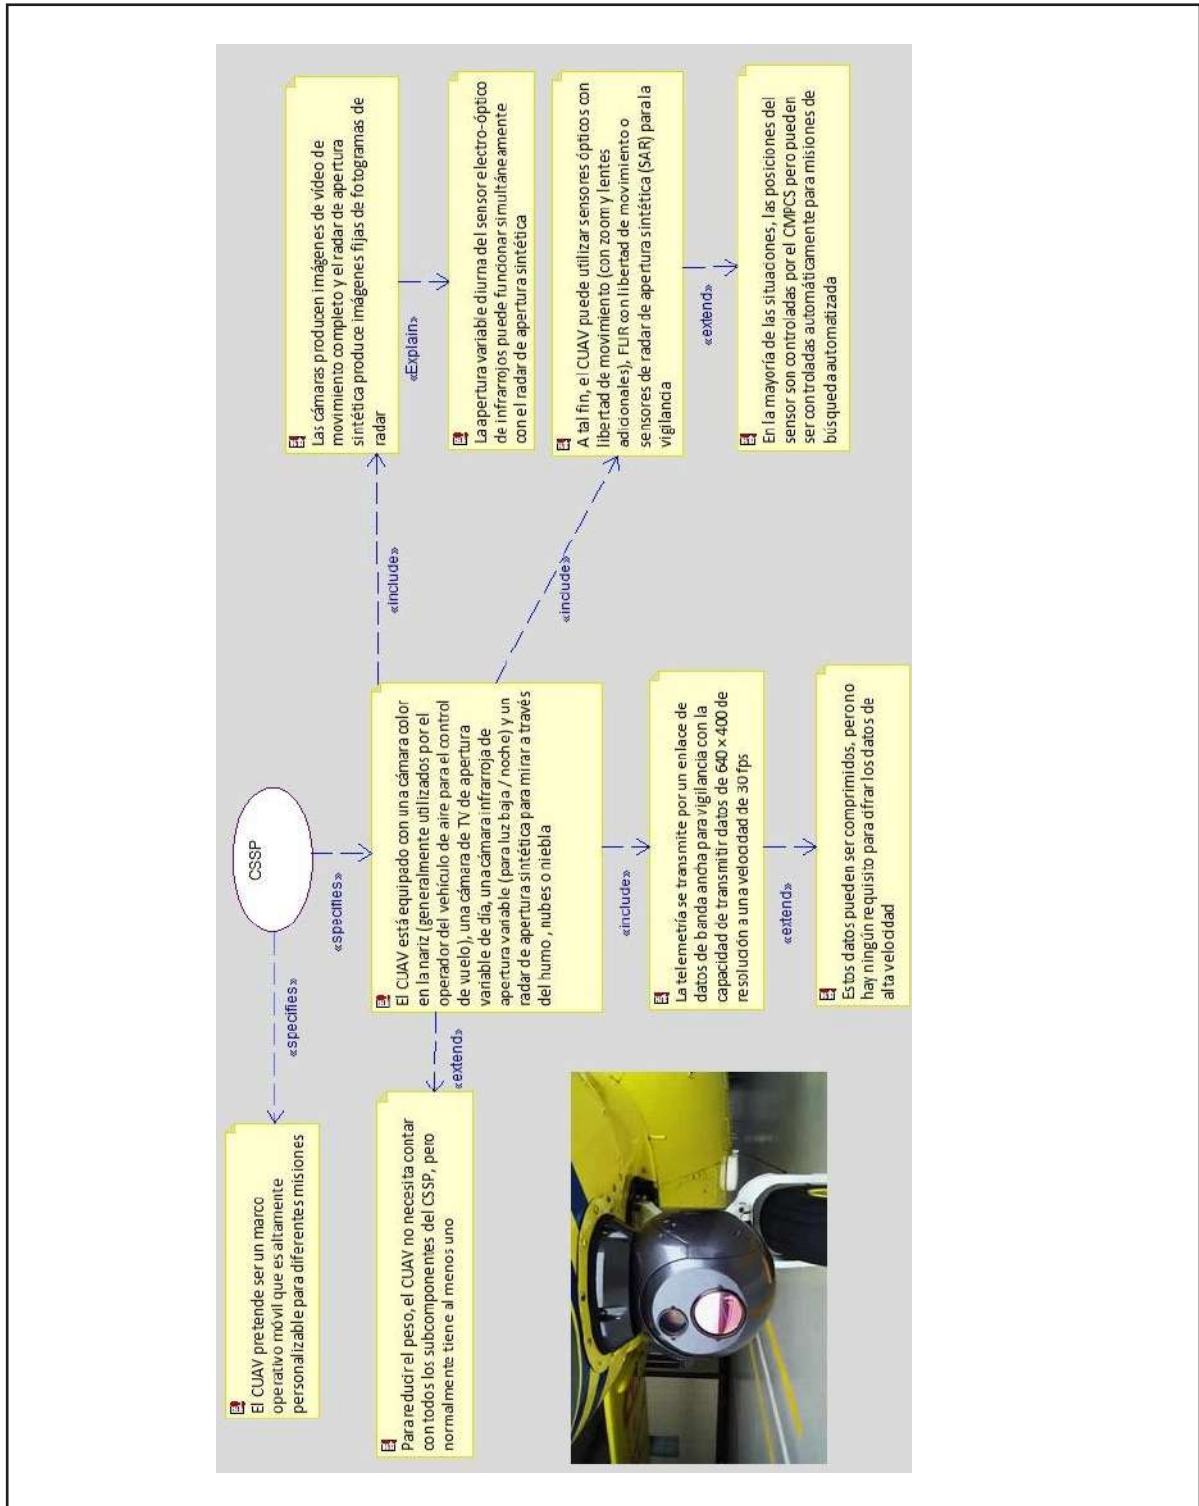 CSSP
«specifies»
«specifies»
El CUAV pretende ser un marco
operativo móvil que es altamente
personalizable para diferentes misiones
El CUAV está equipado con una cámara color
en la nariz (generalmente utilizados por el
operador del vehículo de aire para el control
de vuelo), una cámara de TV de apertura
variable de día, una cámara infrarroja de
apertura variable (para luz baja / noche) y un
radar de apertura sintética para mirar a través
del humo , nubes o niebla
«include»
Las cámaras producen imágenes de vídeo de
movimiento completo y el radar de apertura
sintética produce imágenes fijas de fotogramas de
radar
«Explain»
La apertura variable diurna del sensor electro-óptico
de infrarrojos puede funcionar simultáneamente
con el radar de apertura sintética
«extend»
Para reducir el peso, el CUAV no necesita contar
con todos los subcomponentes del CSSP, pero
normalmente tiene al menos uno
«include»
A tal fin, el CUAV puede utilizar sensores ópticos con
libertad de movimiento (con zoom y lentes
adicionales), FLIR con libertad de movimiento o
sensores de radar de apertura sintética (SAR) para la
vigilancia
«extend»
En la mayoría de las situaciones, las posiciones del
sensor son controladas por el CMPCS pero pueden
ser controladas automáticamente para misiones de
búsqueda automatizada
«include»
La telemetría se transmite por un enlace de
datos de banda ancha para vigilancia con la
capacidad de transmitir datos de 640 × 400 de
resolución a una velocidad de 30 fps
«extend»
Estos datos pueden ser comprimidos, pero no
hay ningún requisito para cifrar los datos de
alta velocidad